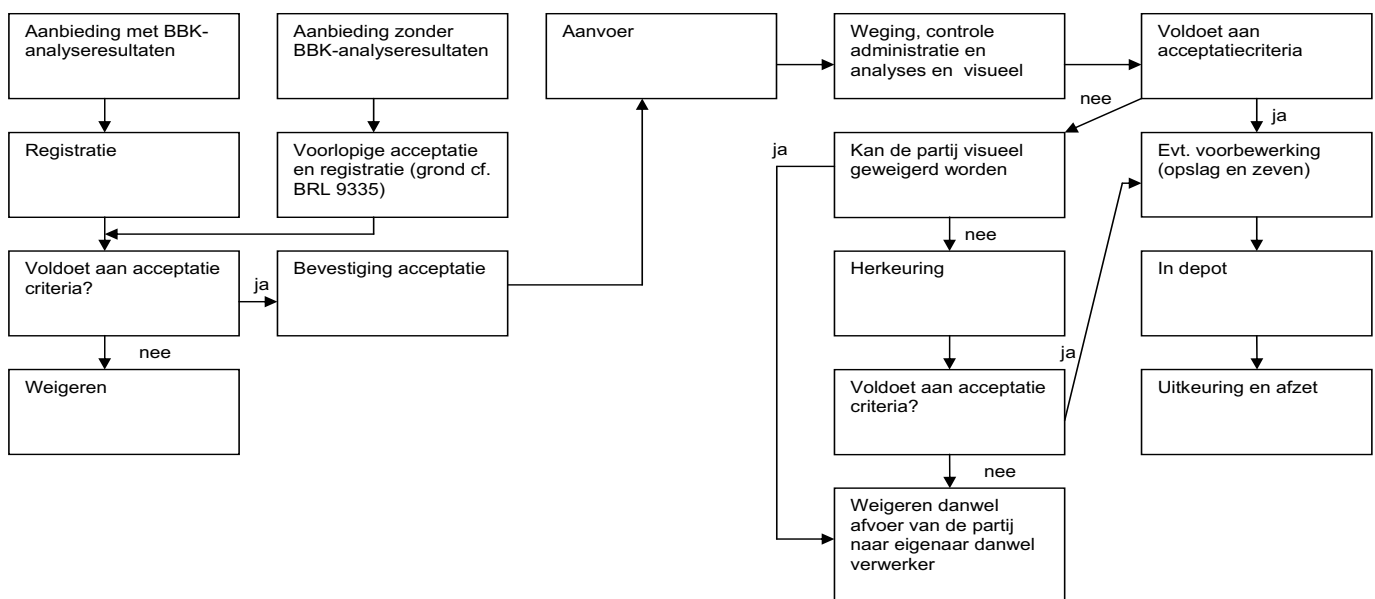 Aanbieding met BBK-
analyseresultaten
Aanbieding zonder
BBK-analyseresultaten
Aanvoer
Weging, controle
administratie en
analyses en visueel
Voldoet aan
acceptatiecriteria
nee
ja
Registratie
Voorlopige acceptatie
en registratie (grond cf.
BRL 9335)
ja
Kan de partij visueel
geweigerd worden
Evt. voorbewerking
(opslag en zeven)
nee
Voldoet aan acceptatie
criteria?
ja
Bevestiging acceptatie
Herkeuring
In depot
nee
ja
Weigeren
Voldoet aan acceptatie
criteria?
Uitkeuring en afzet
nee
Weigeren danwel
afvoer van de partij
naar eigenaar danwel
verwerker